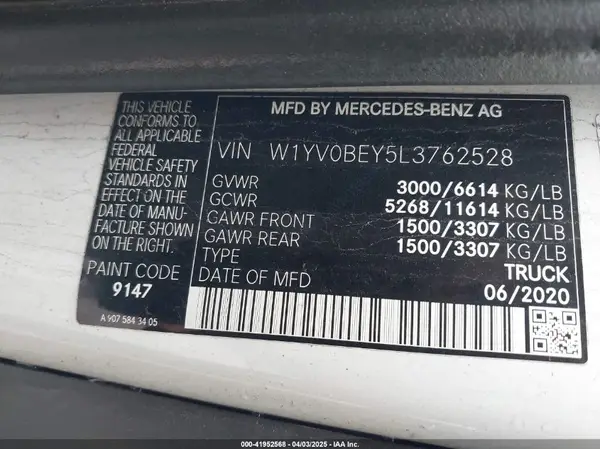 THIS VEHICLE
CONFORMS TO
ALL APPLICABLE
FEDERAL MOTOR
VEHICLE SAFETY
STANDARDS IN
EFFECT ON THE
DATE OF MANU-
FACTURE SHOWN
ON THE RIGHT.
PAINT CODE
9147
A 907 584 34 05
MFD BY MERCEDES-BENZ AG
VIN W1YV0BEY5L3762528
GVWR 3000/6614 KG/LB
GCWR 5268/11614 KG/LB
GAWR FRONT 1500/3307 KG/LB
GAWR REAR 1500/3307 KG/LB
TYPE TRUCK
DATE OF MFD 06/2020
000-41952568 - 04/03/2025 - IAA Inc.